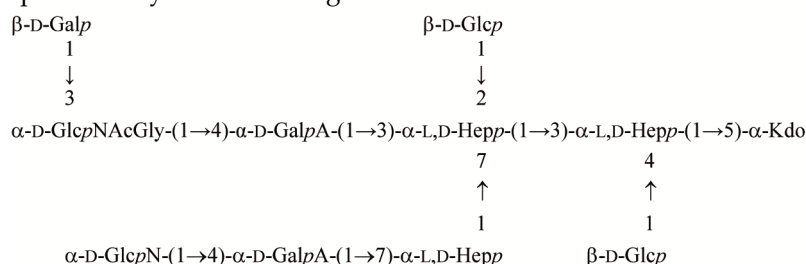 β-D-Galp β-D-Glcp
1 1
↓ ↓
3 2
α-D-GlcpNAcGly-(1→4)-α-D-GalpA-(1→3)-α-L,D-Hepp-(1→3)-α-L,D-Hepp-(1→5)-α-Kdo
7 4
↑ ↑
1 1
α-D-GlcpN-(1→4)-α-D-GalpA-(1→7)-α-L,D-Hepp β-D-Glcp